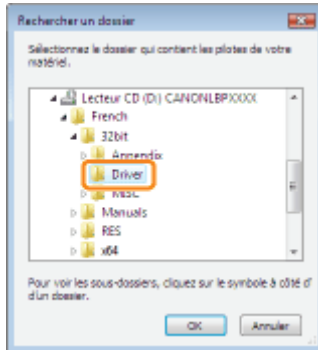 Rechercher un dossier
Sélectionnez le dossier qui contient les pilotes de votre
matériel.
Lecteur CD (D:) CANONLBPXXXX
French
32bit
Appendix
Driver
MISC
Manuals
RES
x64
Pour voir les sous-dossiers, cliquez sur le symbole à côté d'
d'un dossier.
OK
Annuler